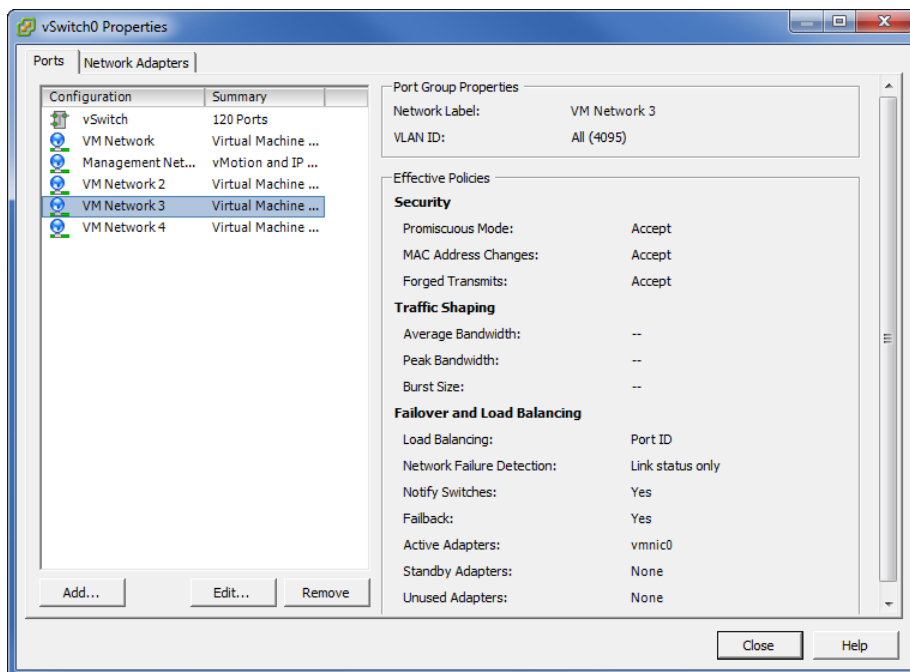 vSwitch0 Properties
Ports Network Adapters
Configuration Summary
vSwitch 120 Ports
VM Network Virtual Machine ...
Management Net... vMotion and IP ...
VM Network 2 Virtual Machine ...
VM Network 3 Virtual Machine ...
VM Network 4 Virtual Machine ...
Add... Edit... Remove
Port Group Properties
Network Label: VM Network 3
VLAN ID: All (4095)
Effective Policies
Security
Promiscuous Mode: Accept
MAC Address Changes: Accept
Forged Transmits: Accept
Traffic Shaping
Average Bandwidth: --
Peak Bandwidth: --
Burst Size: --
Failover and Load Balancing
Load Balancing: Port ID
Network Failure Detection: Link status only
Notify Switches: Yes
Failback: Yes
Active Adapters: vmnic0
Standby Adapters: None
Unused Adapters: None
Close Help